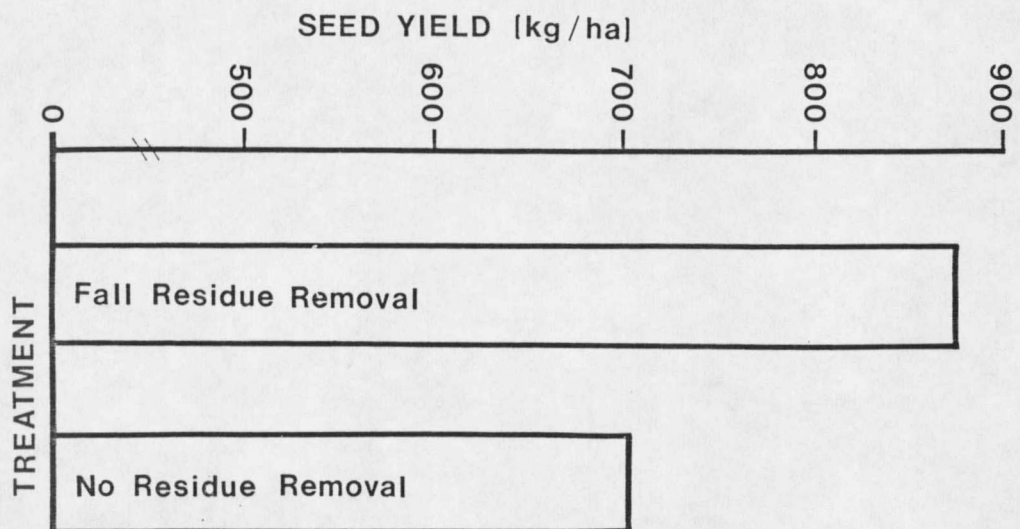 SEED YIELD [kg/ha]
0 500 600 700 800 900
TREATMENT
Fall Residue Removal
No Residue Removal